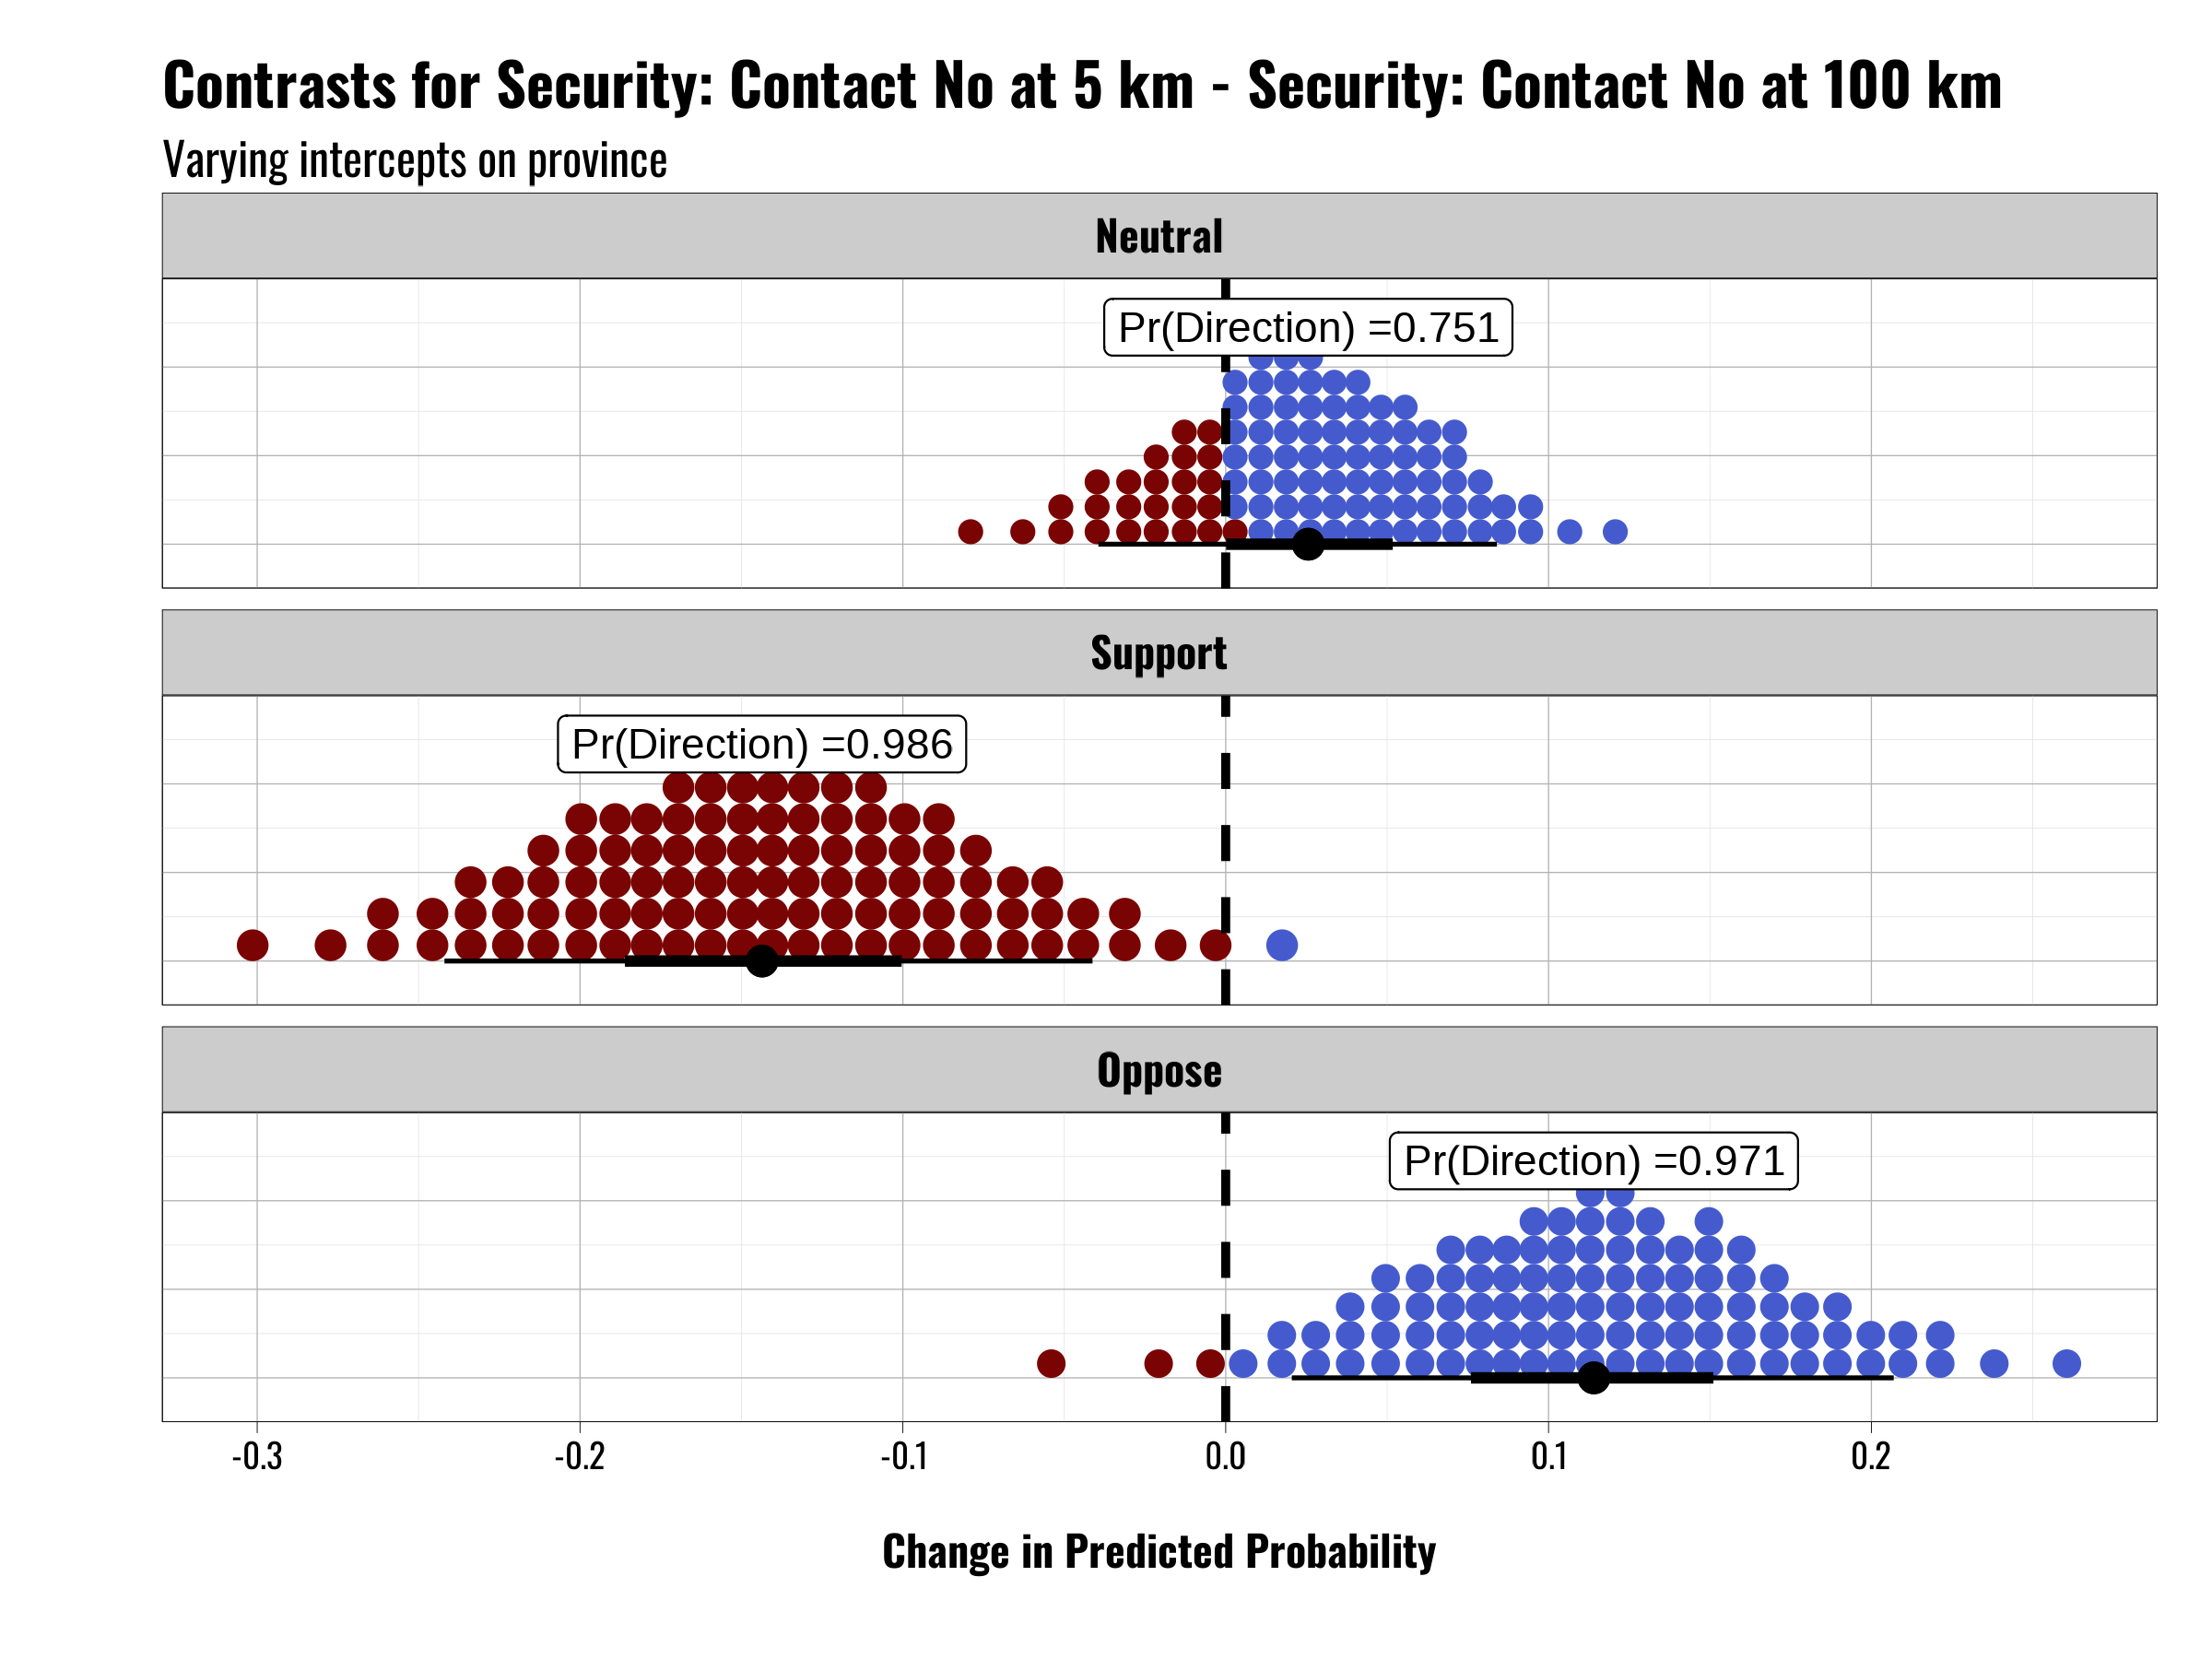 Contrasts for Security: Contact No at 5 km - Security: Contact No at 100 km
Varying intercepts on province
Neutral
Pr(Direction) =0.751
Support
Pr(Direction) =0.986
Oppose
Pr(Direction) =0.971
-0.3 -0.2 -0.1 0.0 0.1 0.2
Change in Predicted Probability